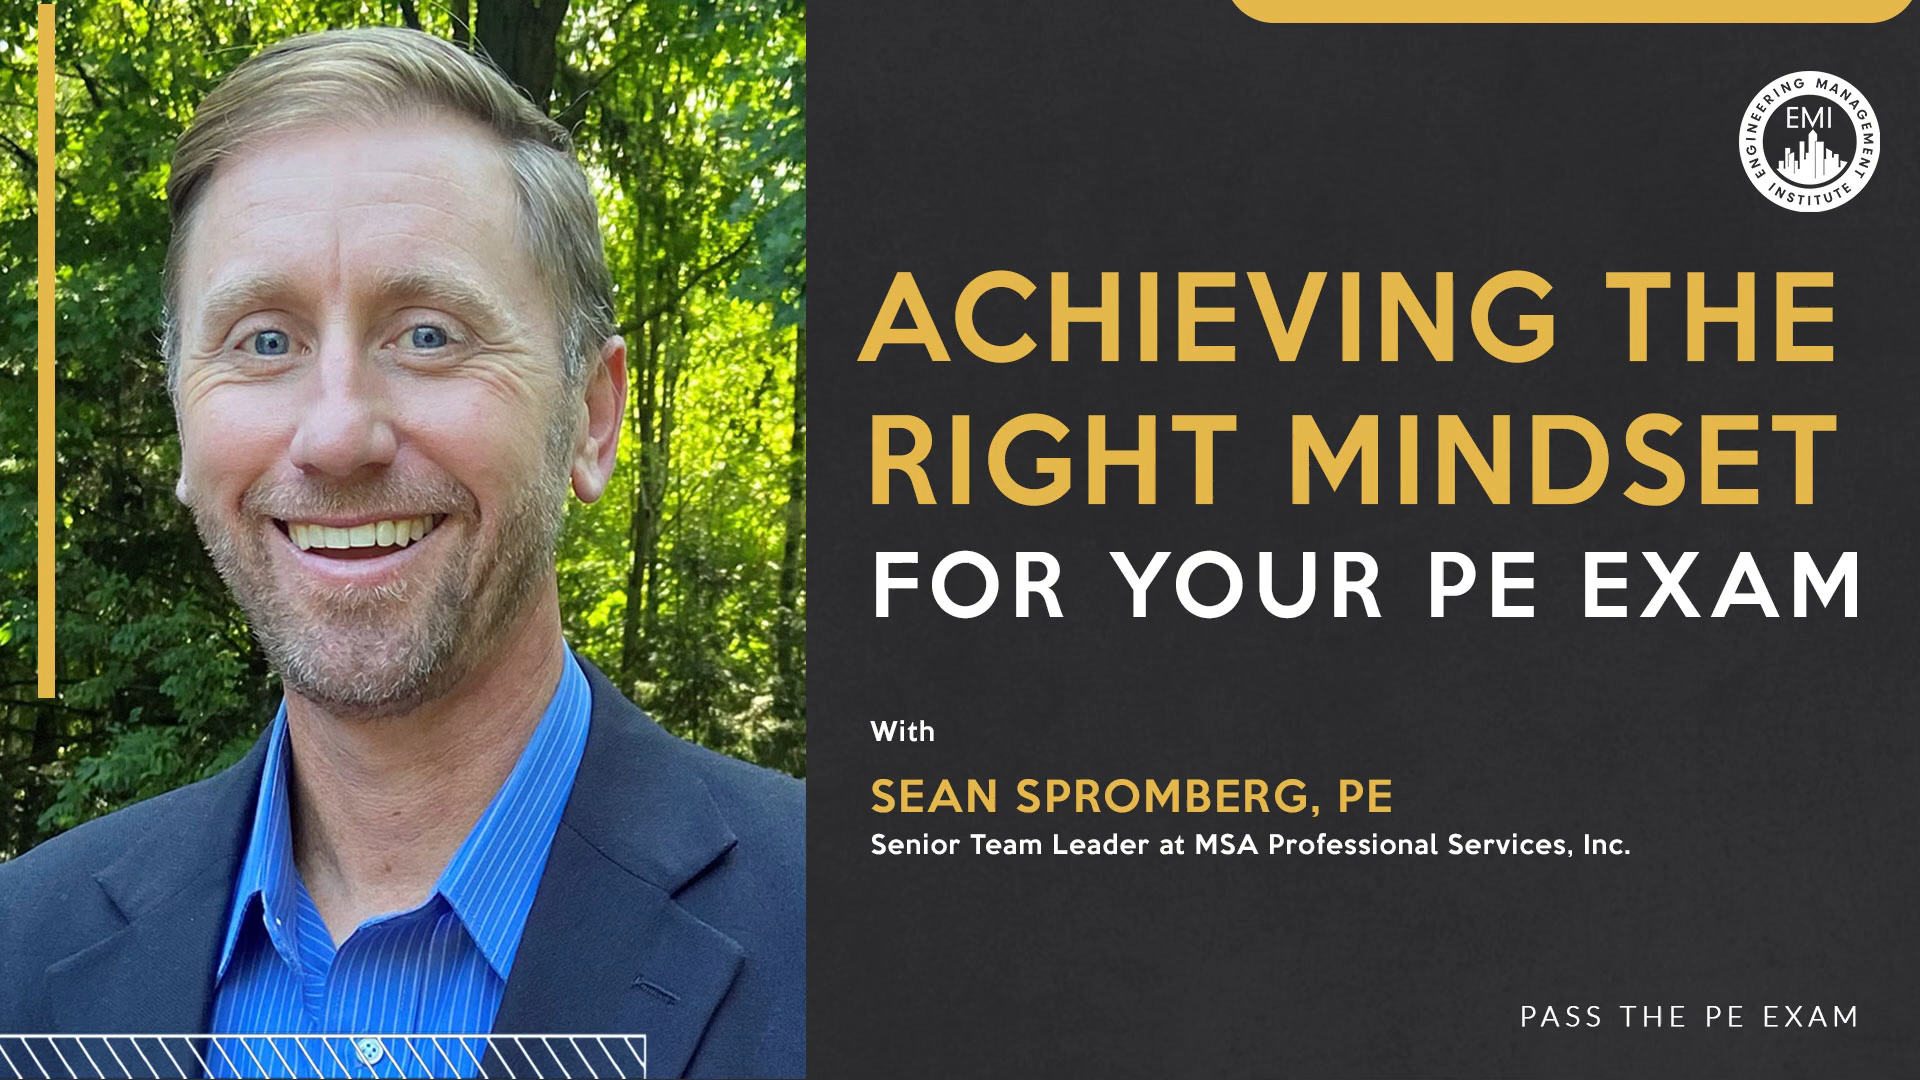 ENGINEERING MANAGEMENT
INSTITUTE
EMI
ACHIEVING THE
RIGHT MINDSET
FOR YOUR PE EXAM
With
SEAN SPROMBERG, PE
Senior Team Leader at MSA Professional Services, Inc.
PASS THE PE EXAM